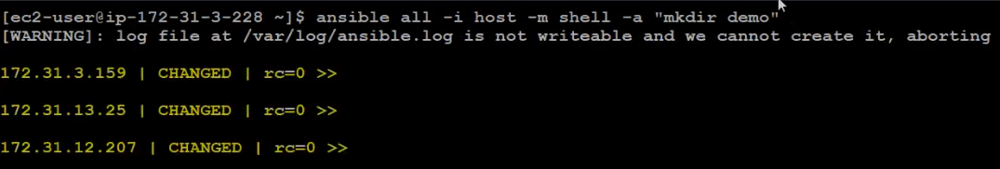 [ec2-user@ip-172-31-3-228 ~]$ ansible all -i host -m shell -a "mkdir demo"
[WARNING]: log file at /var/log/ansible.log is not writeable and we cannot create it, aborting
172.31.3.159 | CHANGED | rc=0 >>
172.31.13.25 | CHANGED | rc=0 >>
172.31.12.207 | CHANGED | rc=0 >>